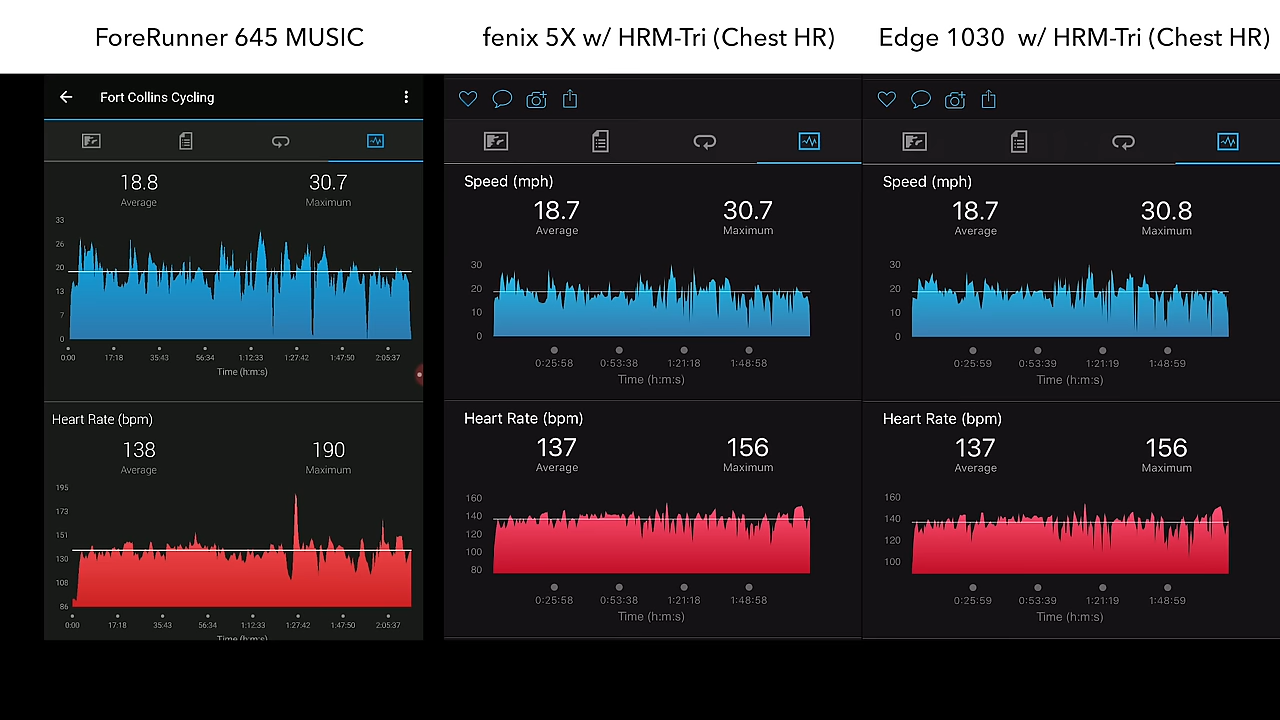 ForeRunner 645 MUSIC
fenix 5X w/ HRM-Tri (Chest HR)
Edge 1030 w/ HRM-Tri (Chest HR)
Fort Collins Cycling
18.8
30.7
Average
Maximum
33
26
20
13
7
0
0:00 17:18 35:43 56:34 1:12:33 1:27:42 1:47:50 2:05:37
Time (h:m:s)
Heart Rate (bpm)
138
190
Average
Maximum
195
173
151
130
108
86
0:00 17:18 35:43 56:34 1:12:33 1:27:42 1:47:50 2:05:37
Time (h:m:s)
Speed (mph)
18.7
30.7
Average
Maximum
30
20
10
0
0:25:58 0:53:38 1:21:18 1:48:58
Time (h:m:s)
Heart Rate (bpm)
137
156
Average
Maximum
160
140
120
100
80
0:25:58 0:53:38 1:21:18 1:48:58
Time (h:m:s)
Speed (mph)
18.7
30.8
Average
Maximum
30
20
10
0
0:25:59 0:53:39 1:21:19 1:48:59
Time (h:m:s)
Heart Rate (bpm)
137
156
Average
Maximum
160
140
120
100
0:25:59 0:53:39 1:21:19 1:48:59
Time (h:m:s)